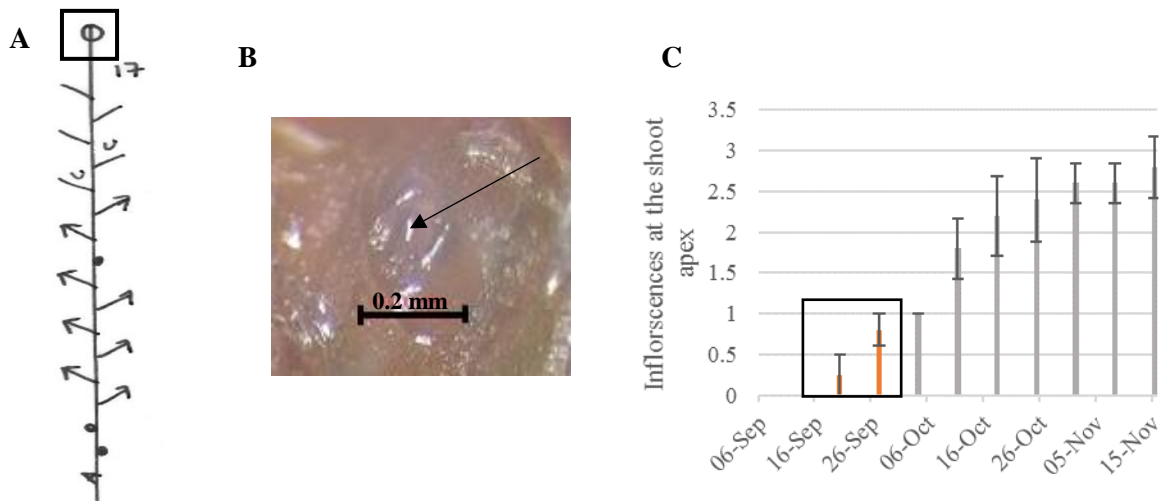 A
17
c
c
B
0.2 mm
C
Inflorscences at the shoot
apex
3.5
3
2.5
2
1.5
1
0.5
0
06-Sep
16-Sep
26-Sep
06-Oct
16-Oct
26-Oct
05-Nov
15-Nov